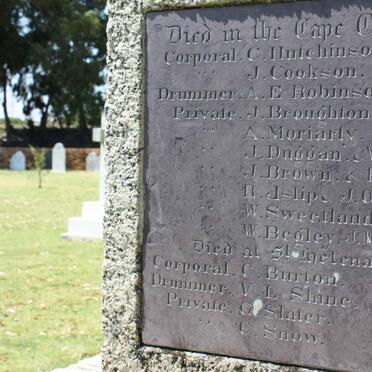 Died in the Cape C
Corporal. C. Hutchinso
" J. Cookson.
Drummer. A. E Robinso
Private. J. Broughton
" A. Moriarty.
" J. Duggan. &
" J. Brown. &
" R. Islip & J. O
" W. Sweetland
" W. Begley. J. M
Died at St Helena
Corporal. C. Burton.
Drummer. V. L Shine.
Private G. Slater.
" C. Snow.